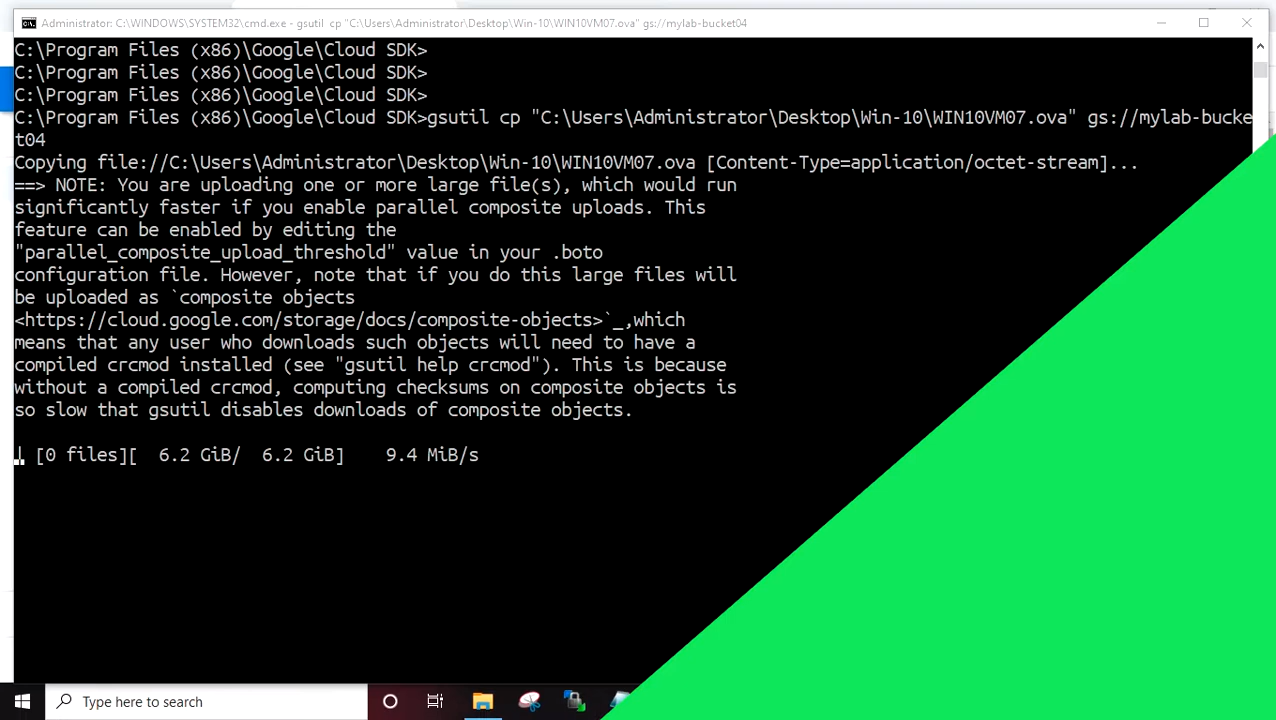 Administrator: C:\WINDOWS\SYSTEM32\cmd.exe - gsutil  cp "C:\Users\Administrator\Desktop\Win-10\WIN10VM07.ova" gs://mylab-bucket04
C:\Program Files (x86)\Google\Cloud SDK>
C:\Program Files (x86)\Google\Cloud SDK>
C:\Program Files (x86)\Google\Cloud SDK>
C:\Program Files (x86)\Google\Cloud SDK>gsutil cp "C:\Users\Administrator\Desktop\Win-10\WIN10VM07.ova" gs://mylab-bucke
t04
Copying file://C:\Users\Administrator\Desktop\Win-10\WIN10VM07.ova [Content-Type=application/octet-stream]...
==> NOTE: You are uploading one or more large file(s), which would run
significantly faster if you enable parallel composite uploads. This
feature can be enabled by editing the
"parallel_composite_upload_threshold" value in your .boto
configuration file. However, note that if you do this large files will
be uploaded as `composite objects
<https://cloud.google.com/storage/docs/composite-objects>`_,which
means that any user who downloads such objects will need to have a
compiled crcmod installed (see "gsutil help crcmod"). This is because
without a compiled crcmod, computing checksums on composite objects is
so slow that gsutil disables downloads of composite objects.
| [0 files][  6.2 GiB/  6.2 GiB]    9.4 MiB/s
Type here to search